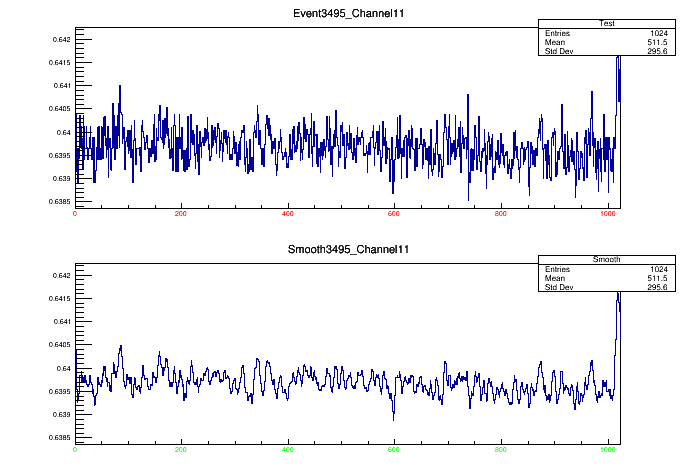 Event3495_Channel11
Test
Entries 1024
Mean 511.5
Std Dev 295.6
0.642
0.6415
0.641
0.6405
0.64
0.6395
0.639
0.6385
0 200 400 600 800 1000
Smooth3495_Channel11
Smooth
Entries 1024
Mean 511.5
Std Dev 295.6
0.642
0.6415
0.641
0.6405
0.64
0.6395
0.639
0.6385
0 200 400 600 800 1000